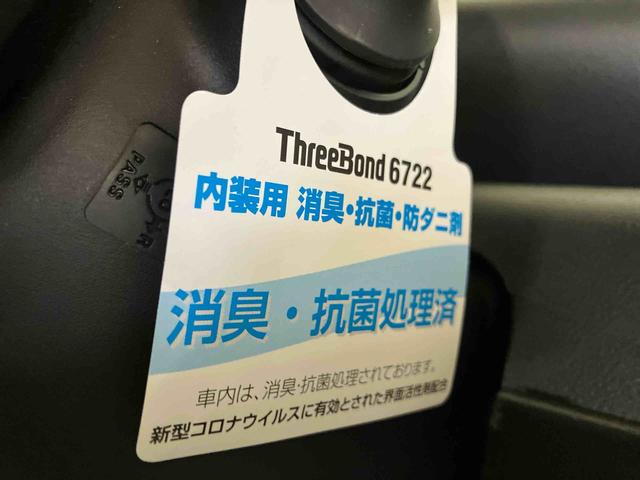 ThreeBond 6722
内装用 消臭・抗菌・防ダニ剤
消臭・抗菌処理済
車内は、消臭・抗菌処理されております。
新型コロナウイルスに有効とされた界面活性剤配合
PASS